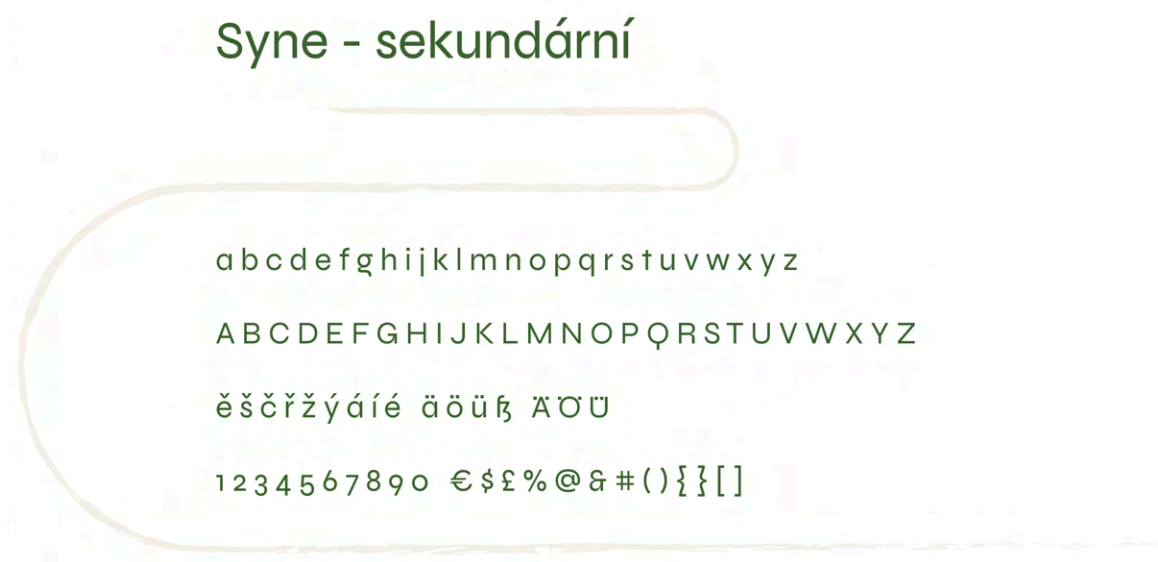 Syne - sekundární
a b c d e f g h i j k l m n o p q r s t u v w x y z
A B C D E F G H I J K L M N O P Q R S T U V W X Y Z
ě š č ř ž ý á í é ä ö ü ß Ä Ö Ü
1 2 3 4 5 6 7 8 9 0 € $ £ % @ & # ( ) { } [ ]